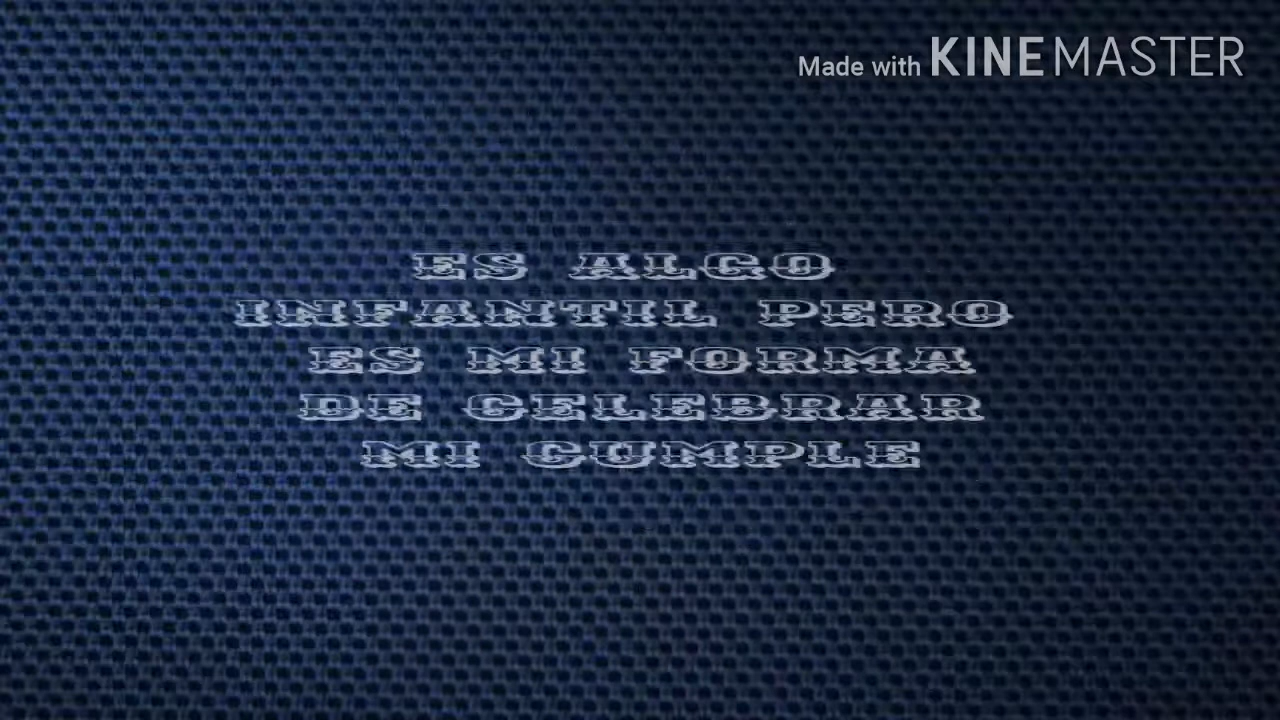 Made with KINEMASTER
ES ALGO
INFANTIL PERO
ES MI FORMA
DE CELEBRAR
MI CUMPLE